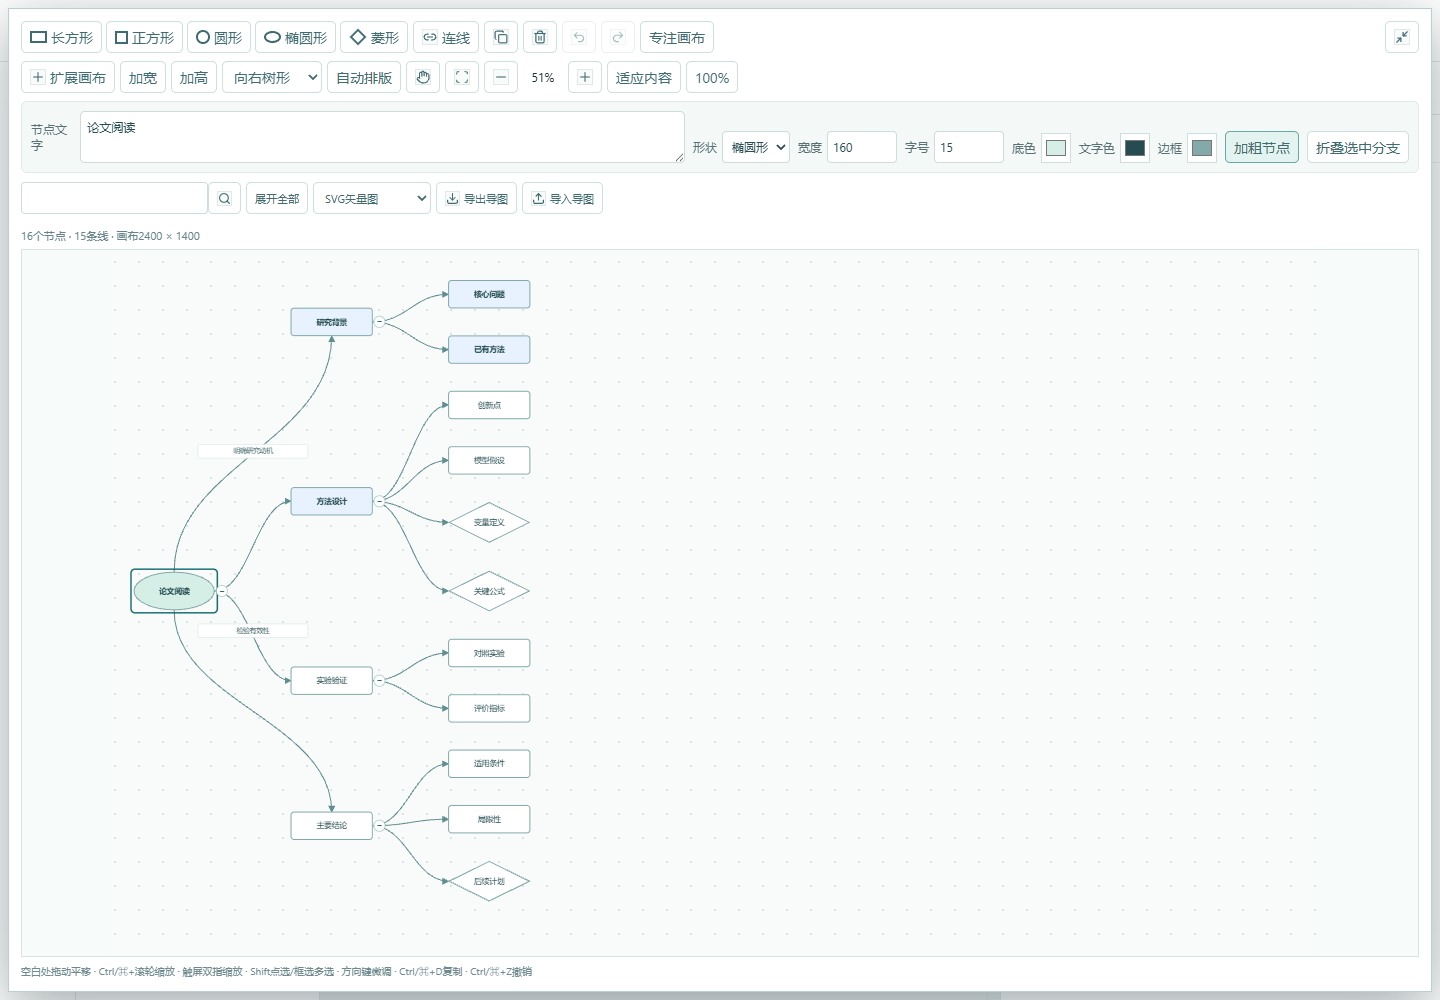 长方形 正方形 圆形 椭圆形 菱形 连线 专注画布
扩展画布 加宽 加高 向右树形 自动排版 51% 适应内容 100%
节点文字 论文阅读 形状 椭圆形 宽度 160 字号 15 底色 文字色 边框 加粗节点 折叠选中分支
展开全部 SVG矢量图 导出导图 导入导图
16个节点 · 15条线 · 画布2400 × 1400
核心问题
研究背景
已有方法
创新点
明确研究动机
模型假设
方法设计
变量定义
论文阅读
关键公式
检验有效性
对照实验
实验验证
评价指标
适用条件
局限性
主要结论
后续计划
空白处拖动平移 · Ctrl/⌘+滚轮缩放 · 触屏双指缩放 · Shift点选/框选多选 · 方向键微调 · Ctrl/⌘+D复制 · Ctrl/⌘+Z撤销